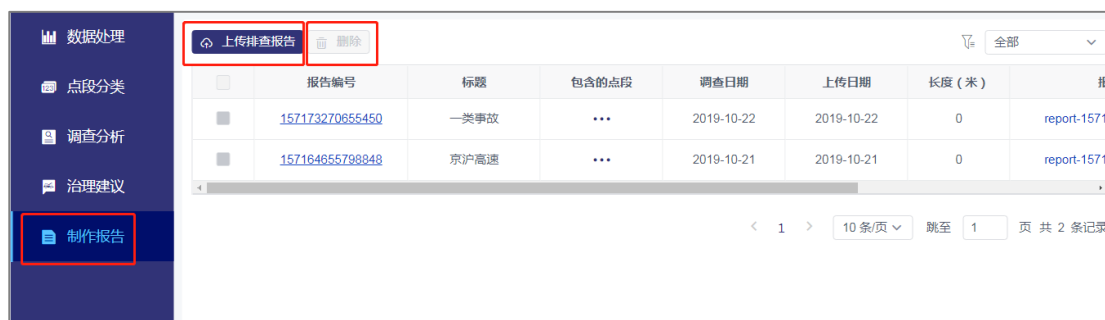 数据处理
点段分类
调查分析
治理建议
制作报告
上传排查报告 删除 全部
报告编号 标题 包含的点段 调查日期 上传日期 长度（米）
157173270655450 一类事故 ••• 2019-10-22 2019-10-22 0 report-1571
157164655798848 京沪高速 ••• 2019-10-21 2019-10-21 0 report-1571
< 1 > 10 条/页 跳至 1 页 共 2 条记录